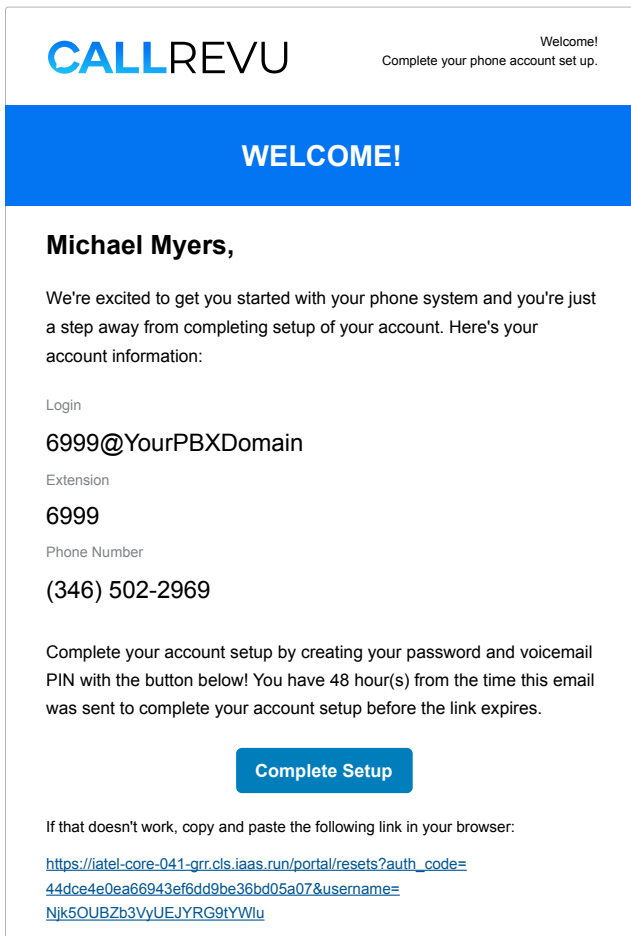 CALLREVU
Welcome!
Complete your phone account set up.
WELCOME!
Michael Myers,
We're excited to get you started with your phone system and you're just
a step away from completing setup of your account. Here's your
account information:
Login
6999@YourPBXDomain
Extension
6999
Phone Number
(346) 502-2969
Complete your account setup by creating your password and voicemail
PIN with the button below! You have 48 hour(s) from the time this email
was sent to complete your account setup before the link expires.
Complete Setup
If that doesn't work, copy and paste the following link in your browser:
https://iatel-core-041-grr.cls.iaas.run/portal/resets?auth_code=
44dce4e0ea66943ef6dd9be36bd05a07&username=
Njk5OUBZb3VyUEJYRG9tYWlu